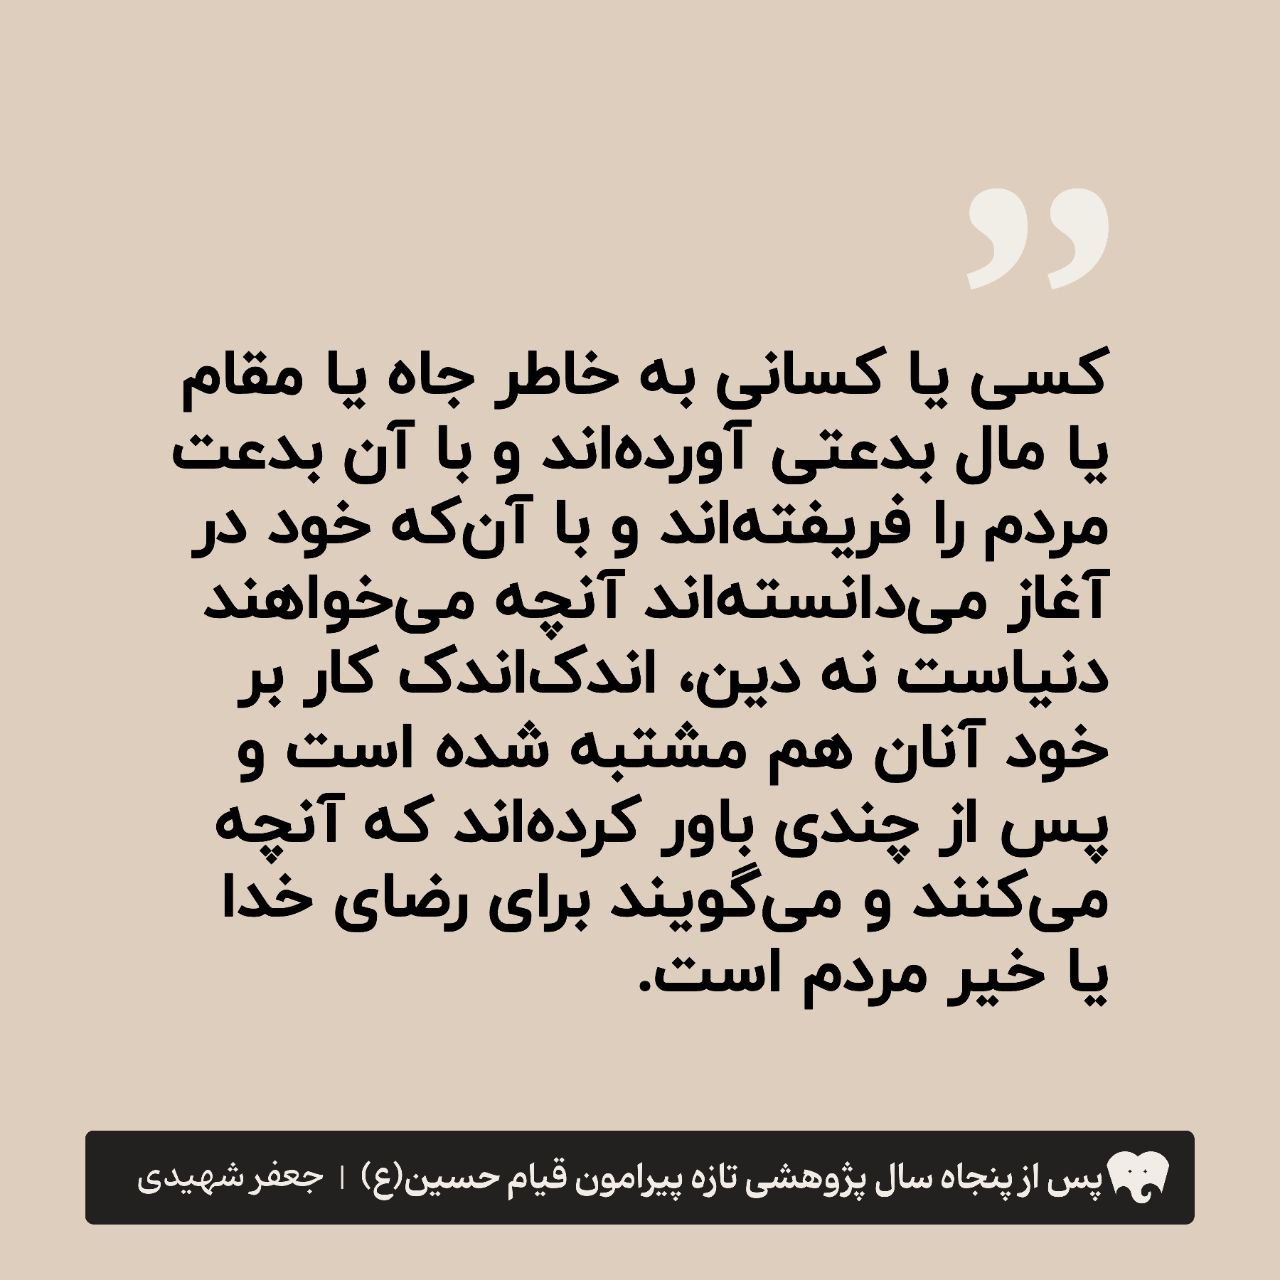 ”
کسی یا کسانی به خاطر جاه یا مقام
یا مال بدعتی آورده‌اند و با آن بدعت
مردم را فریفته‌اند و با آن‌که خود در
آغاز می‌دانسته‌اند آنچه می‌خواهند
دنیاست نه دین، اندک‌اندک کار بر
خود آنان هم مشتبه شده است و
پس از چندی باور کرده‌اند که آنچه
می‌کنند و می‌گویند برای رضای خدا
یا خیر مردم است.
پس از پنجاه سال پژوهشی تازه پیرامون قیام حسین(ع) | جعفر شهیدی